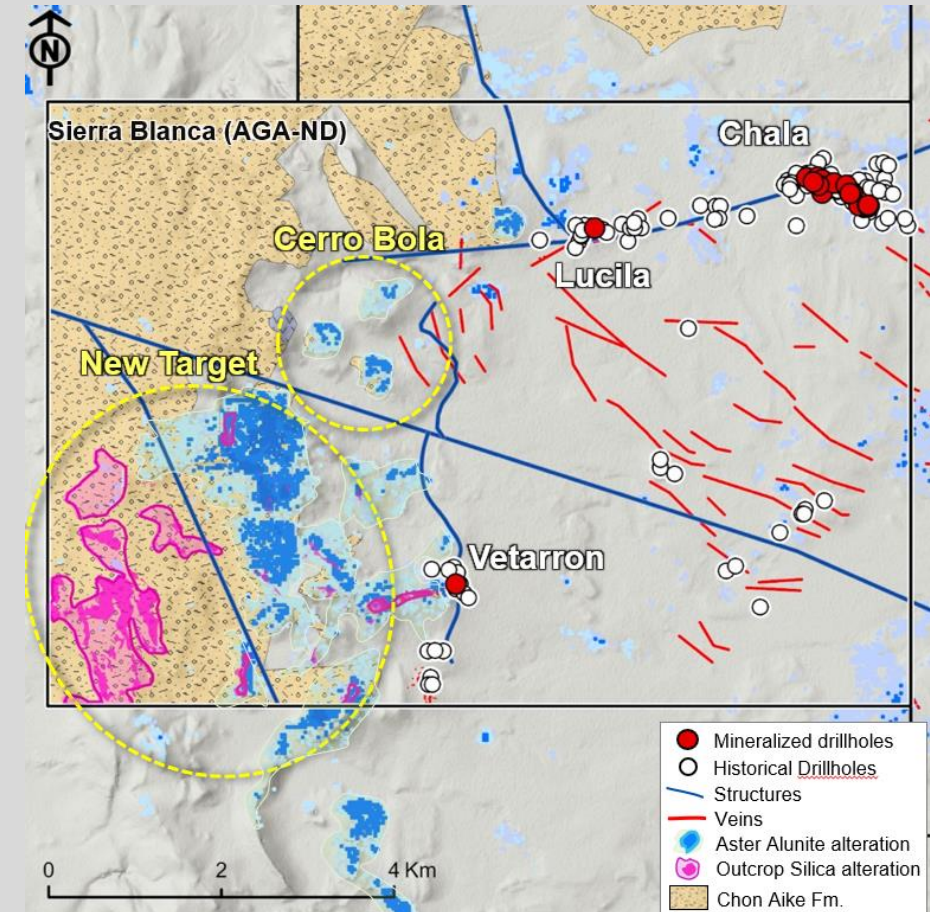 N
Sierra Blanca (AGA-ND)
Chala
Cerro Bola
Lucila
New Target
Vetarron
Mineralized drillholes
Historical Drillholes
Structures
Veins
Aster Alunite alteration
Outcrop Silica alteration
Chon Aike Fm.
0 2 4 Km